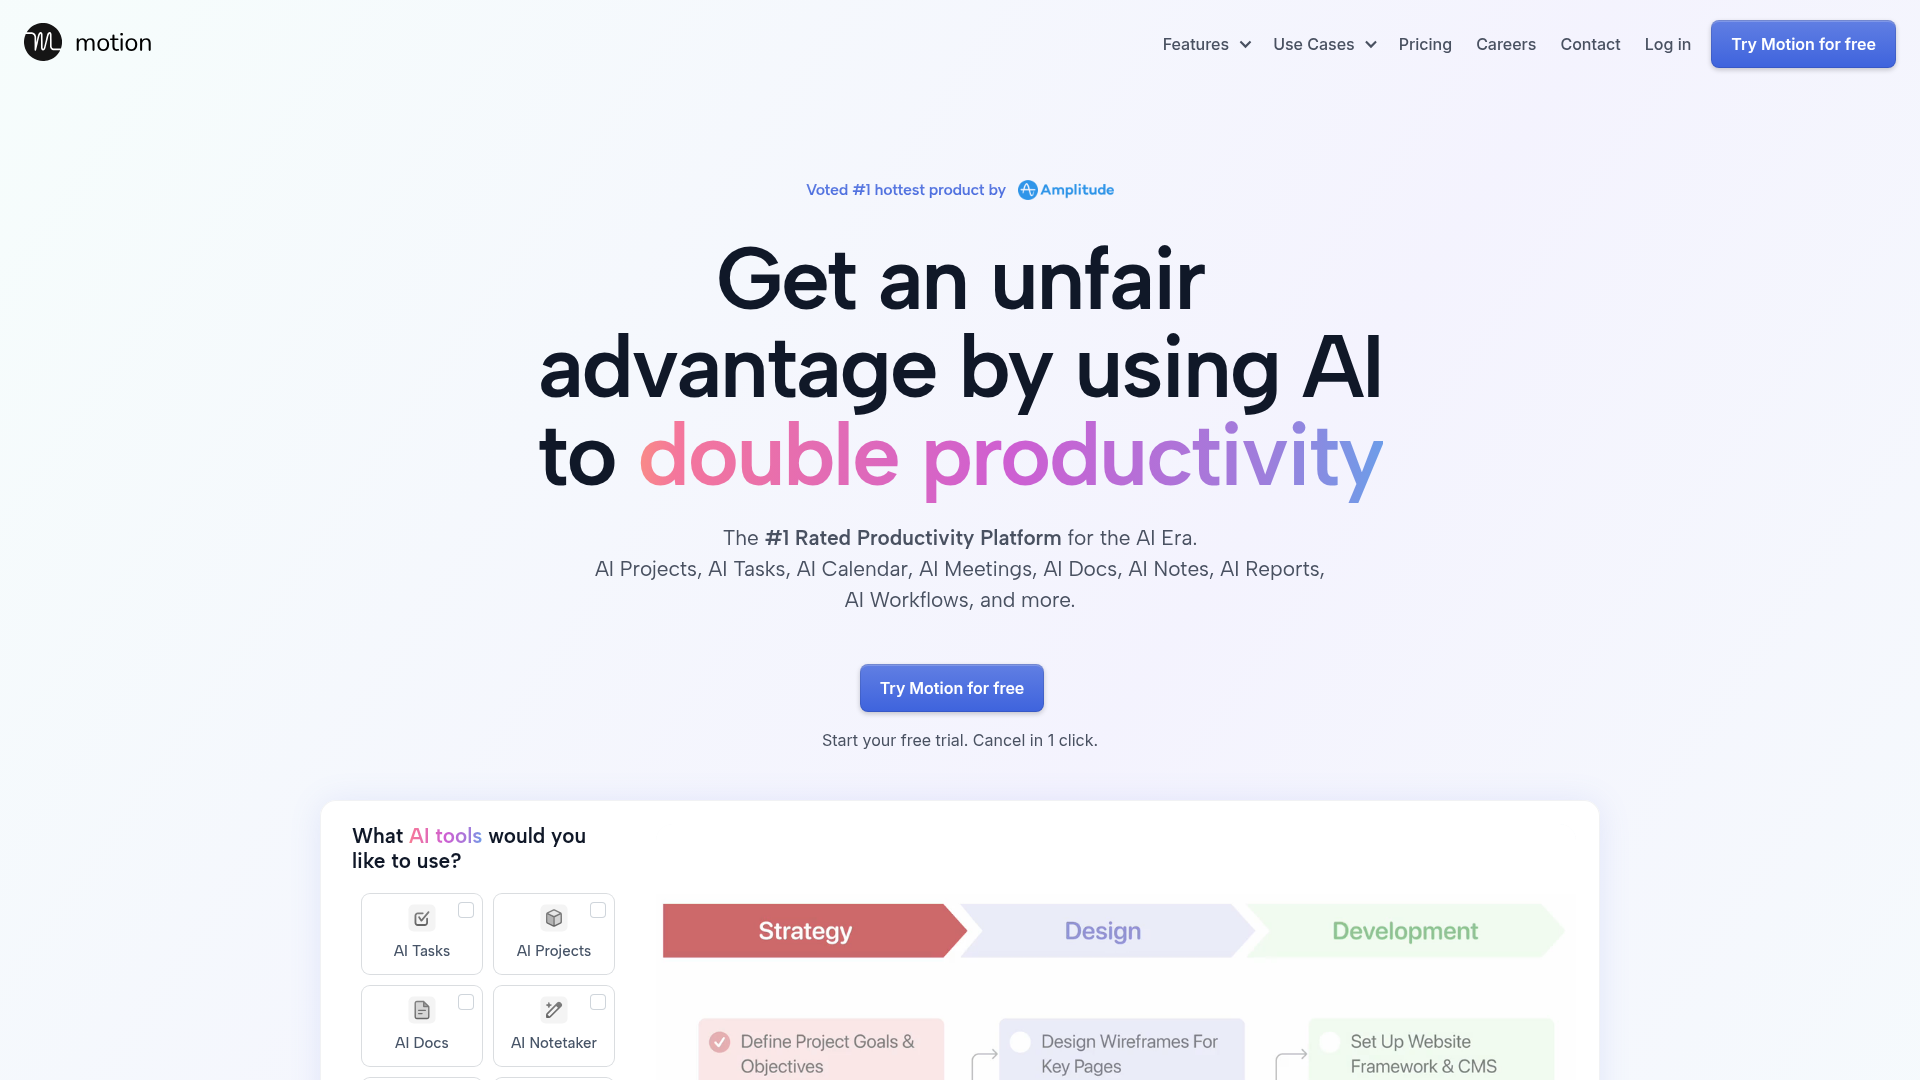 motion
Features
Use Cases
Pricing
Careers
Contact
Log in
Try Motion for free
Voted #1 hottest product by Amplitude
Get an unfair
advantage by using AI
to double productivity
The #1 Rated Productivity Platform for the AI Era.
AI Projects, AI Tasks, AI Calendar, AI Meetings, AI Docs, AI Notes, AI Reports,
AI Workflows, and more.
Try Motion for free
Start your free trial. Cancel in 1 click.
What AI tools would you
like to use?
AI Tasks
AI Projects
AI Docs
AI Notetaker
Strategy
Design
Development
Define Project Goals &
Objectives
Design Wireframes For
Key Pages
Set Up Website
Framework & CMS